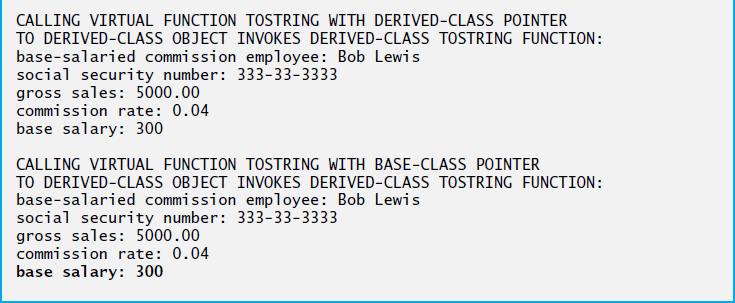 CALLING VIRTUAL FUNCTION TOSTRING WITH DERIVED-CLASS POINTER
TO DERIVED-CLASS OBJECT INVOKES DERIVED-CLASS TOSTRING FUNCTION:
base-salaried commission employee: Bob Lewis
social security number: 333-33-3333
gross sales: 5000.00
commission rate: 0.04
base salary: 300
CALLING VIRTUAL FUNCTION TOSTRING WITH BASE-CLASS POINTER
TO DERIVED-CLASS OBJECT INVOKES DERIVED-CLASS TOSTRING FUNCTION:
base-salaried commission employee: Bob Lewis
social security number: 333-33-3333
gross sales: 5000.00
commission rate: 0.04
base salary: 300